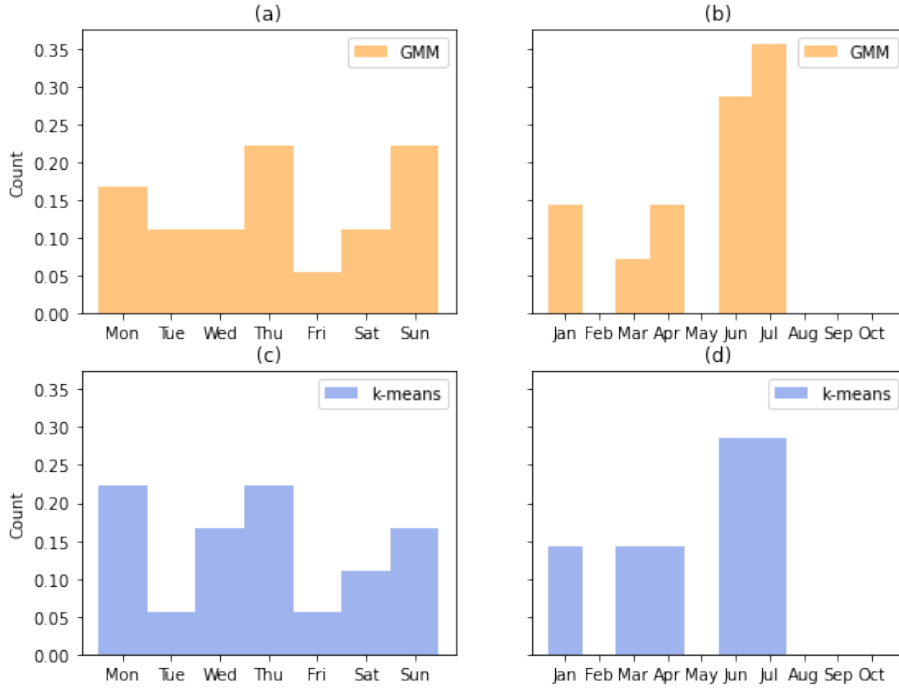 (a)
GMM
Count
0.35
0.30
0.25
0.20
0.15
0.10
0.05
0.00
Mon Tue Wed Thu Fri Sat Sun
(b)
GMM
Jan Feb Mar Apr May Jun Jul Aug Sep Oct
(c)
k-means
Count
0.35
0.30
0.25
0.20
0.15
0.10
0.05
0.00
Mon Tue Wed Thu Fri Sat Sun
(d)
k-means
Jan Feb Mar Apr May Jun Jul Aug Sep Oct